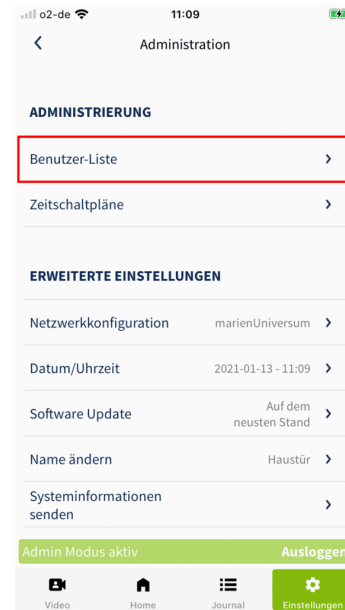 o2-de 11:09
Administration
ADMINISTRIERUNG
Benutzer-Liste
Zeitschaltpläne
ERWEITERTE EINSTELLUNGEN
Netzwerkkonfiguration marienUniversum
Datum/Uhrzeit 2021-01-13 - 11:09
Software Update Auf dem
neusten Stand
Name ändern Haustür
Systeminformationen
senden
Admin Modus aktiv Ausloggen
Video Home Journal Einstellungen